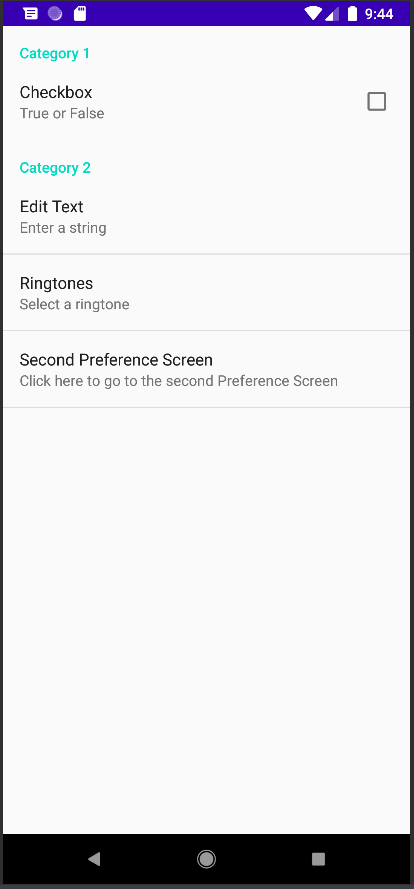 9:44
Category 1
Checkbox
True or False
Category 2
Edit Text
Enter a string
Ringtones
Select a ringtone
Second Preference Screen
Click here to go to the second Preference Screen